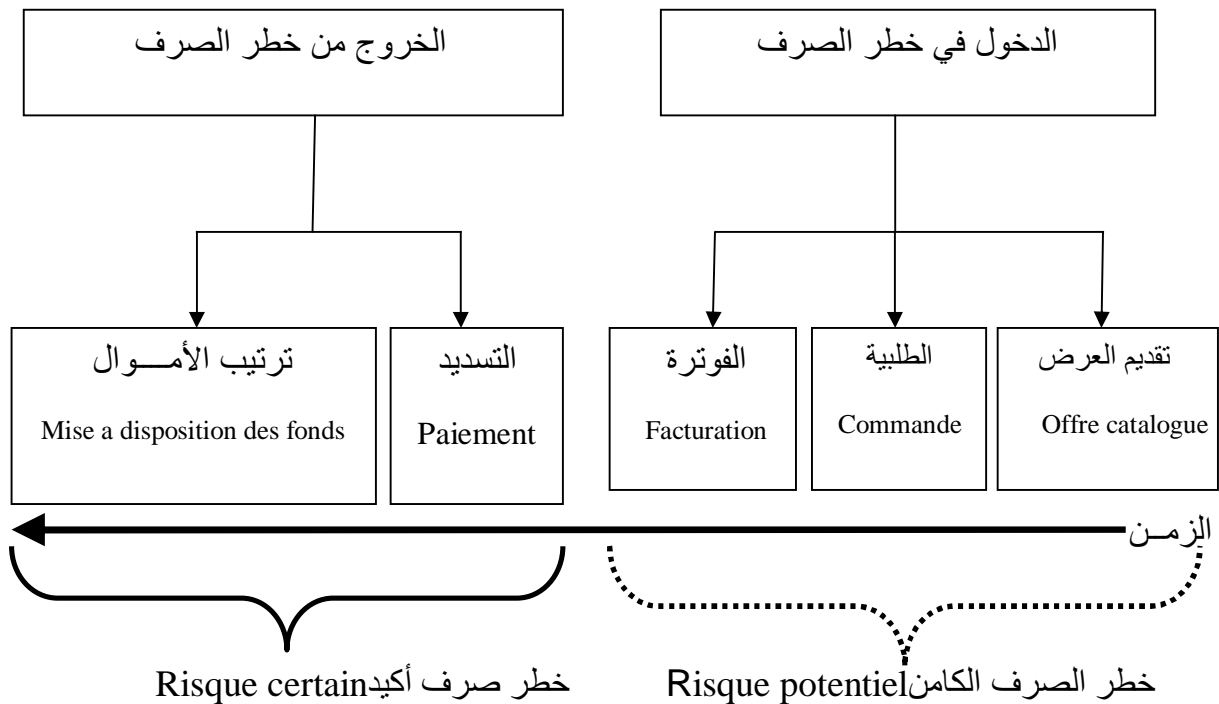 الدخول في خطر الصرف
الخروج من خطر الصرف
تقديم العرض
Offre catalogue
الطلبية
Commande
الفوترة
Facturation
التسديد
Paiement
ترتيب الأمـــوال
Mise a disposition des fonds
الزمــن
خطر الصرف الكامنRisque potentiel
خطر صرف أكيدRisque certain